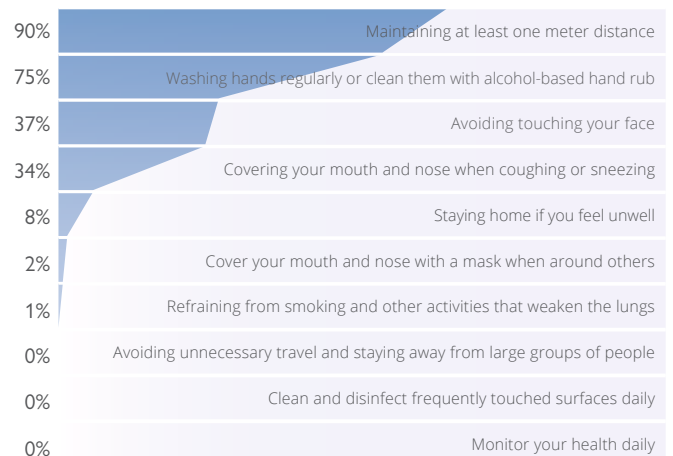 90% Maintaining at least one meter distance
75% Washing hands regularly or clean them with alcohol-based hand rub
37% Avoiding touching your face
34% Covering your mouth and nose when coughing or sneezing
8% Staying home if you feel unwell
2% Cover your mouth and nose with a mask when around others
1% Refraining from smoking and other activities that weaken the lungs
0% Avoiding unnecessary travel and staying away from large groups of people
0% Clean and disinfect frequently touched surfaces daily
0% Monitor your health daily